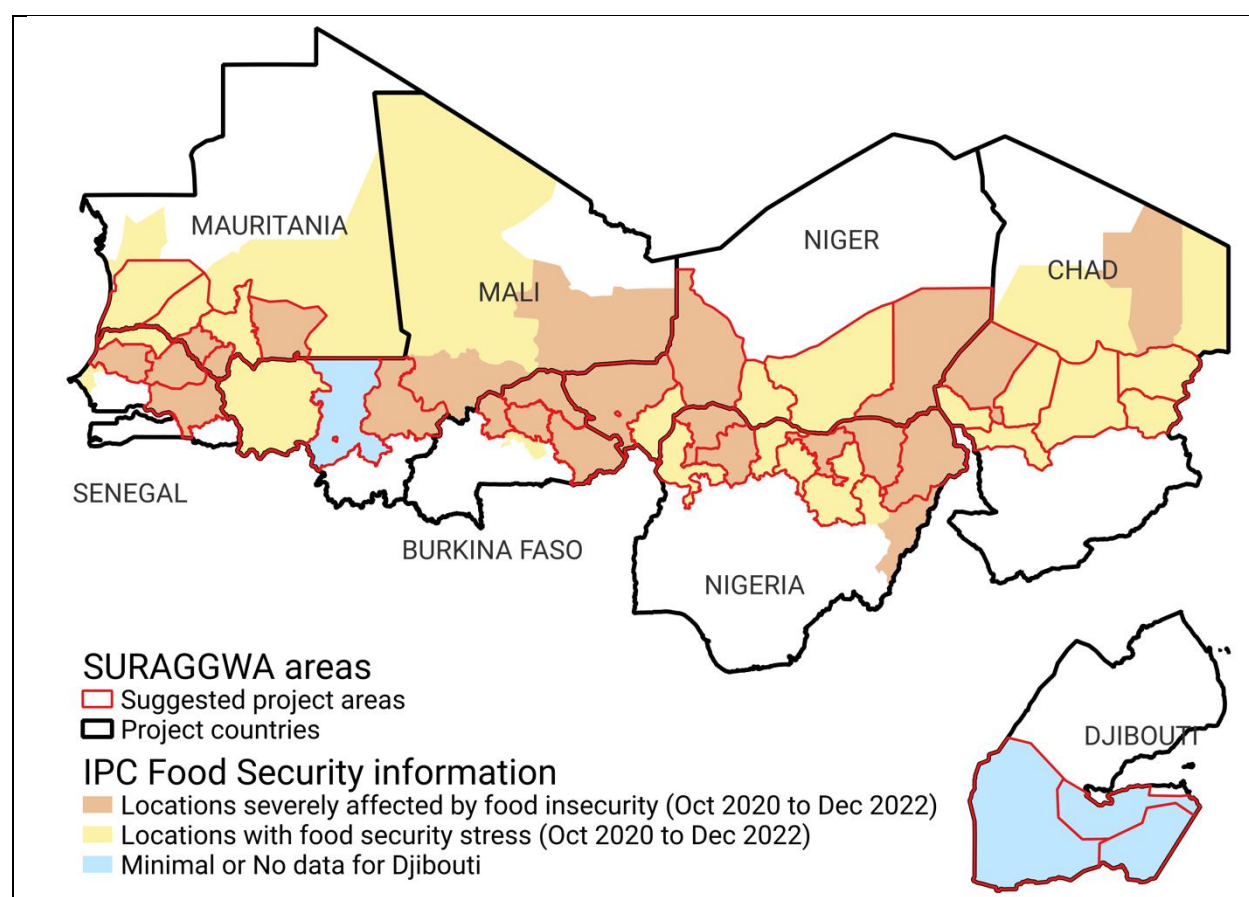 MAURITANIA
NIGER
CHAD
MALI
SENEGAL
BURKINA FASO
NIGERIA
DJIBOUTI
SURAGGWA areas
Suggested project areas
Project countries
IPC Food Security information
Locations severely affected by food insecurity (Oct 2020 to Dec 2022)
Locations with food security stress (Oct 2020 to Dec 2022)
Minimal or No data for Djibouti